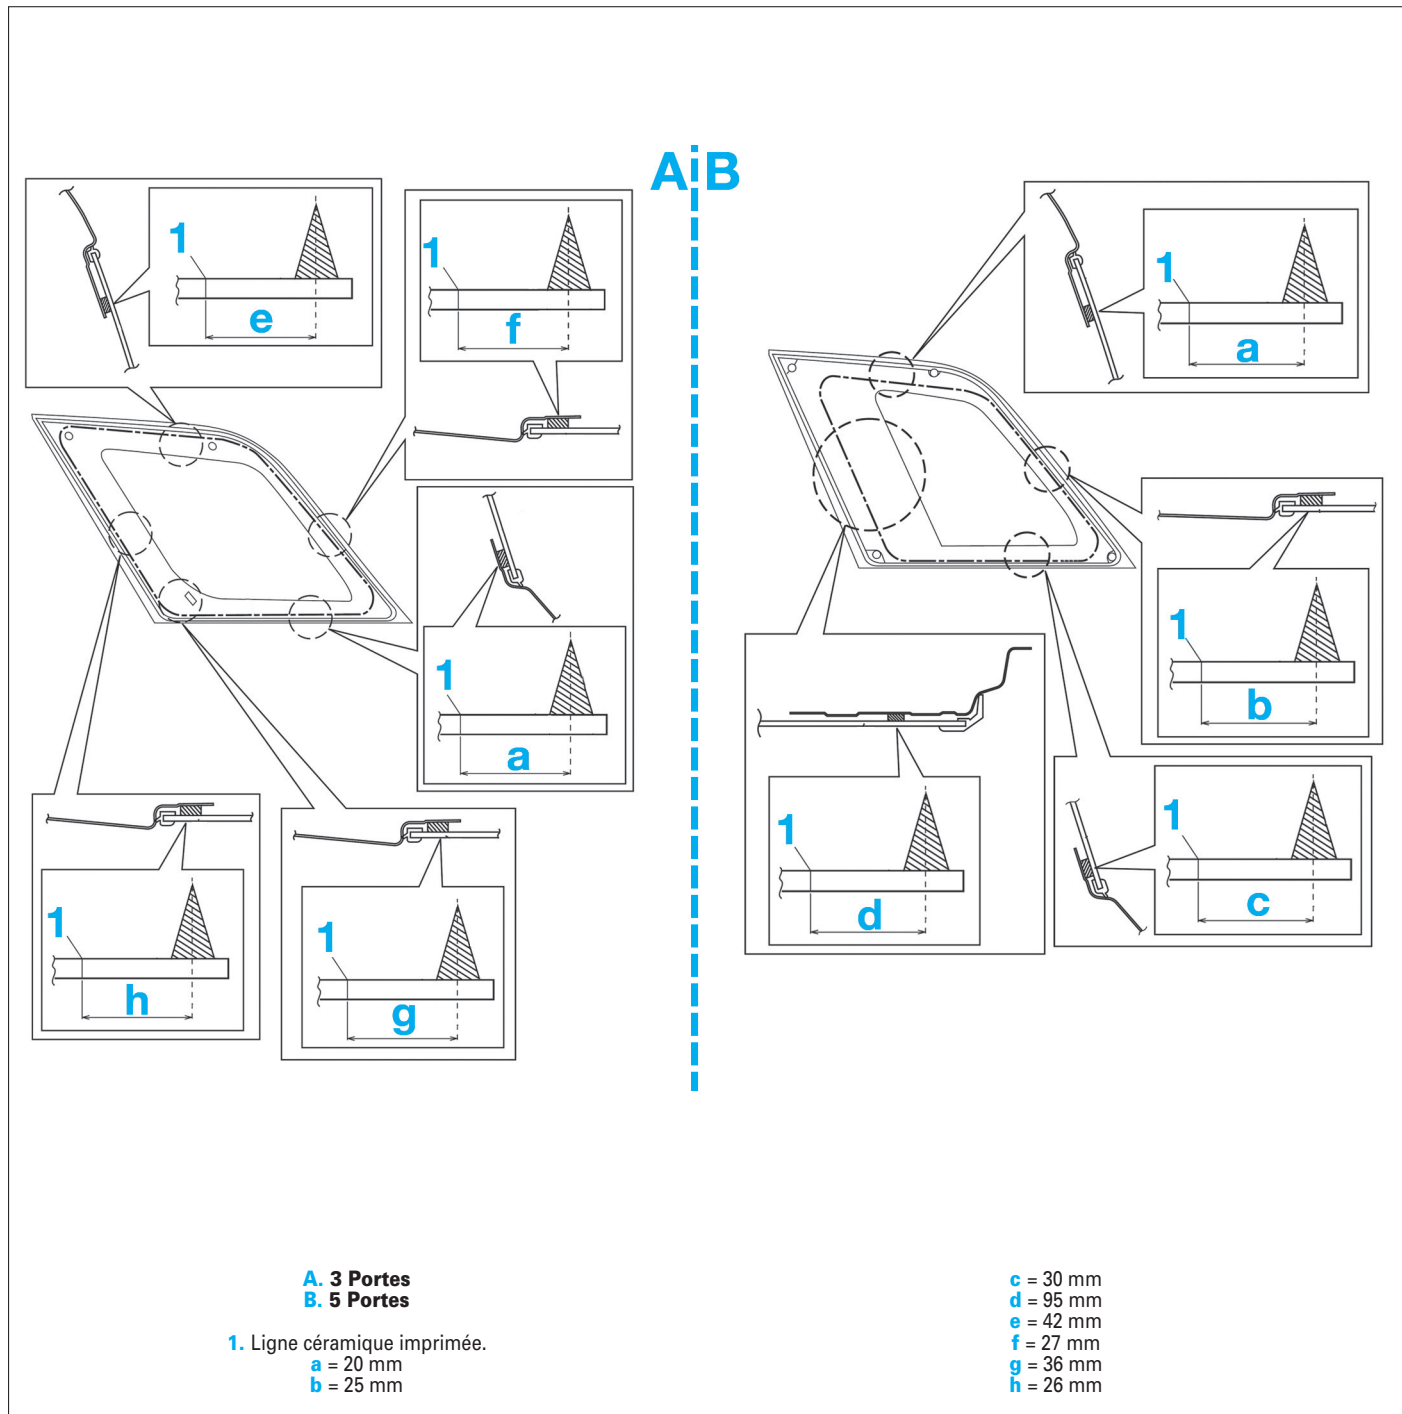 A B
1
e
1
f
1
a
1
h
1
g
1
a
1
b
1
d
1
c
A. 3 Portes
B. 5 Portes
1. Ligne céramique imprimée.
a = 20 mm
b = 25 mm
c = 30 mm
d = 95 mm
e = 42 mm
f = 27 mm
g = 36 mm
h = 26 mm